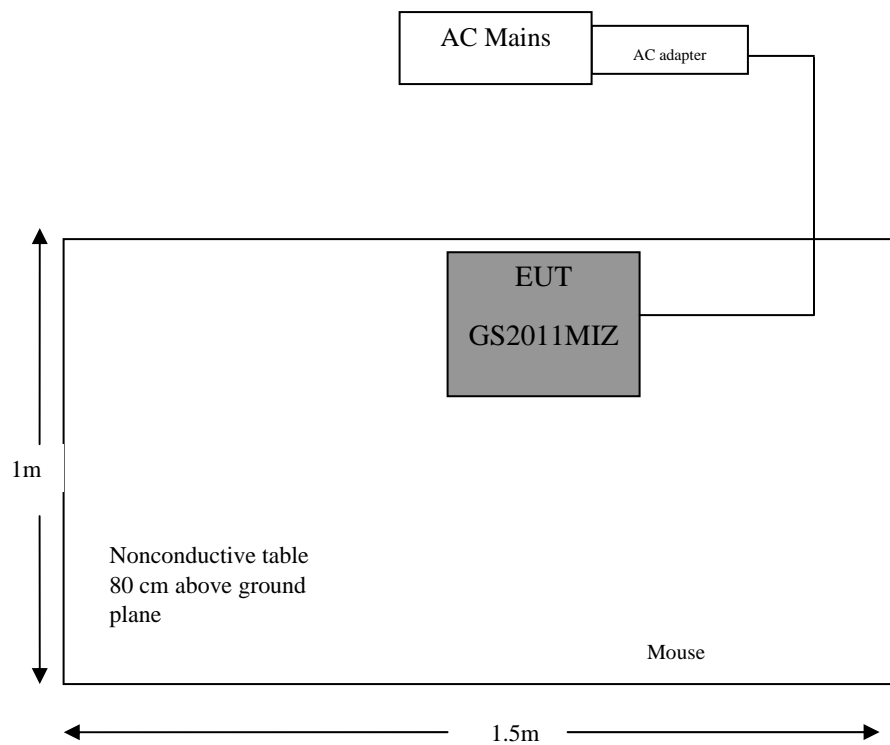 AC Mains
AC adapter
EUT
GS2011MIZ
1m
Nonconductive table
80 cm above ground
plane
Mouse
1.5m